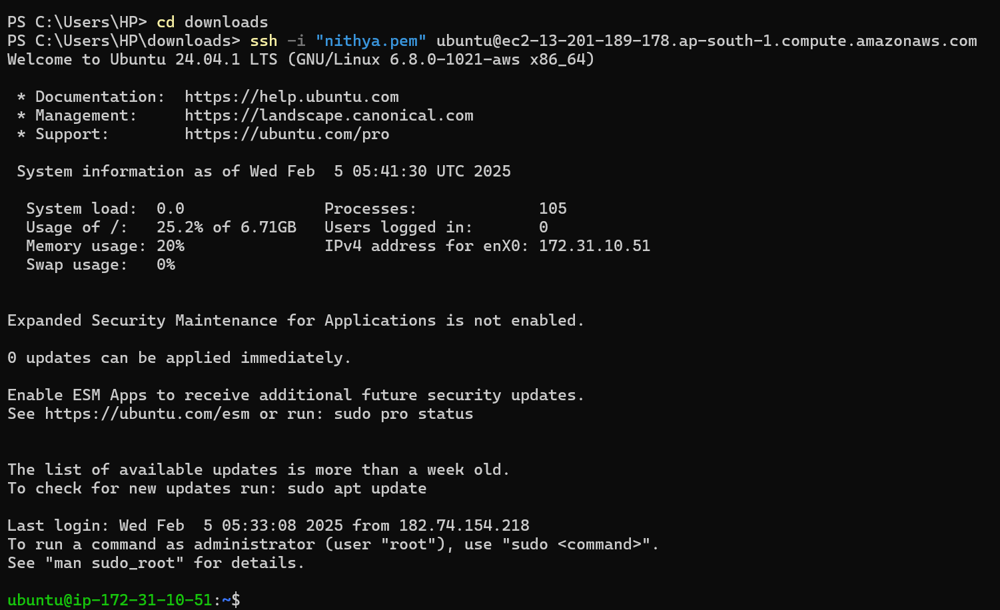 PS C:\Users\HP> cd downloads
PS C:\Users\HP\downloads> ssh -i "nithya.pem" ubuntu@ec2-13-201-189-178.ap-south-1.compute.amazonaws.com
Welcome to Ubuntu 24.04.1 LTS (GNU/Linux 6.8.0-1021-aws x86_64)

 * Documentation:  https://help.ubuntu.com
 * Management:     https://landscape.canonical.com
 * Support:        https://ubuntu.com/pro

 System information as of Wed Feb  5 05:41:30 UTC 2025

  System load:  0.0               Processes:             105
  Usage of /:   25.2% of 6.71GB   Users logged in:       0
  Memory usage: 20%               IPv4 address for enX0: 172.31.10.51
  Swap usage:   0%


Expanded Security Maintenance for Applications is not enabled.

0 updates can be applied immediately.

Enable ESM Apps to receive additional future security updates.
See https://ubuntu.com/esm or run: sudo pro status


The list of available updates is more than a week old.
To check for new updates run: sudo apt update

Last login: Wed Feb  5 05:33:08 2025 from 182.74.154.218
To run a command as administrator (user "root"), use "sudo <command>".
See "man sudo_root" for details.

ubuntu@ip-172-31-10-51:~$